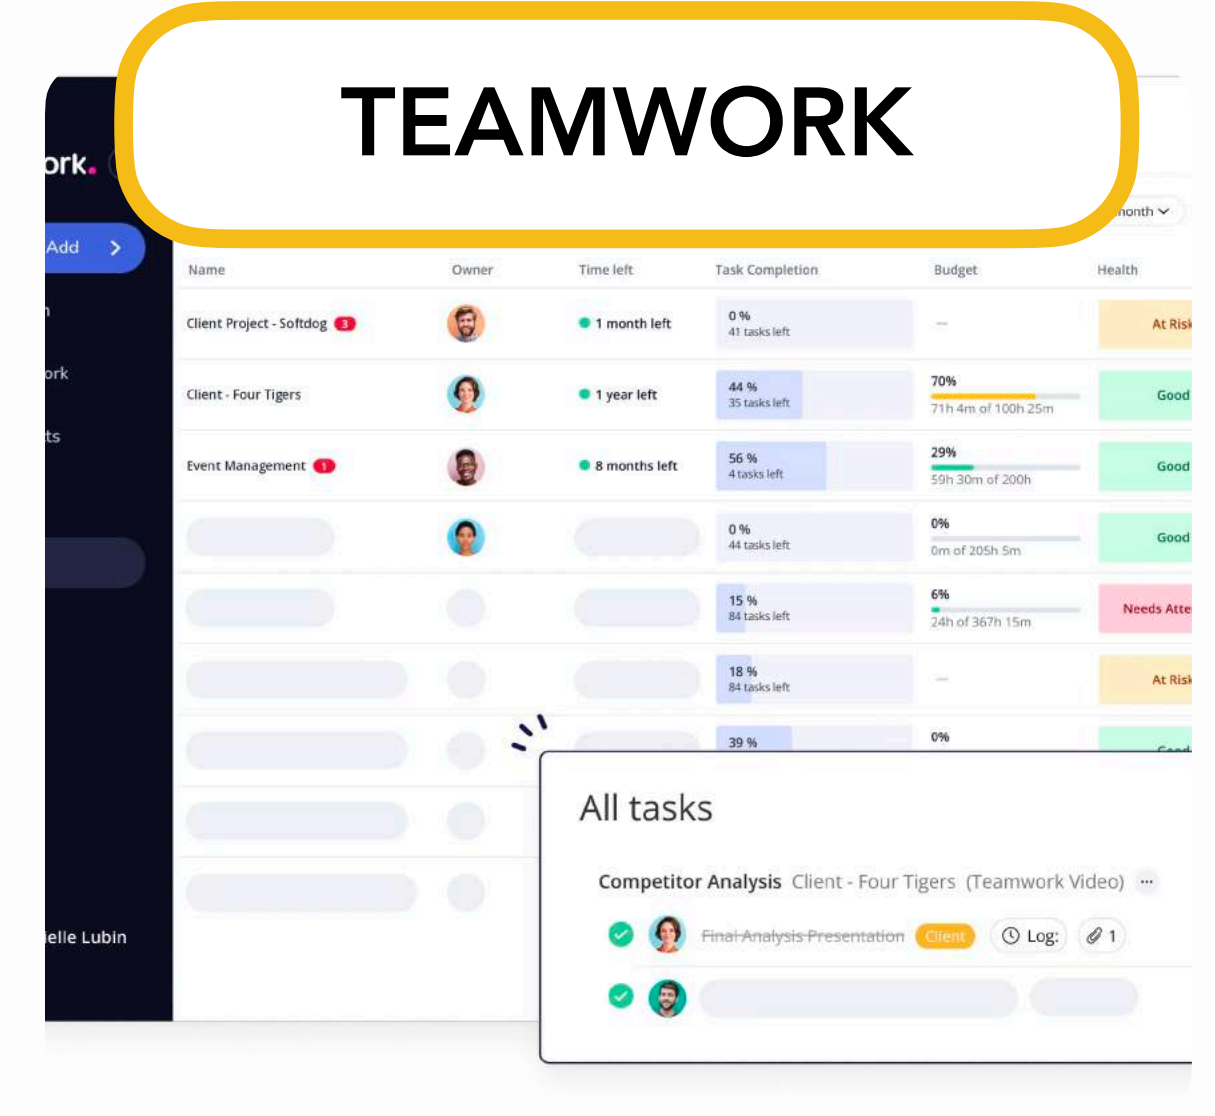 TEAMWORK
ork.
month
Add
Name Owner Time left Task Completion Budget Health
Client Project - Softdog 3 1 month left 0 % 41 tasks left — At Risk
ork
Client - Four Tigers 1 year left 44 % 35 tasks left 70% 71h 4m of 100h 25m Good
ts
Event Management 1 8 months left 56 % 4 tasks left 29% 59h 30m of 200h Good
0 % 44 tasks left 0% 0m of 205h 5m Good
15 % 84 tasks left 6% 24h of 367h 15m Needs Atte
18 % 84 tasks left — At Risk
39 % 0% Good
All tasks
Competitor Analysis Client - Four Tigers (Teamwork Video) ...
Final Analysis Presentation Client Log: 1
ielle Lubin